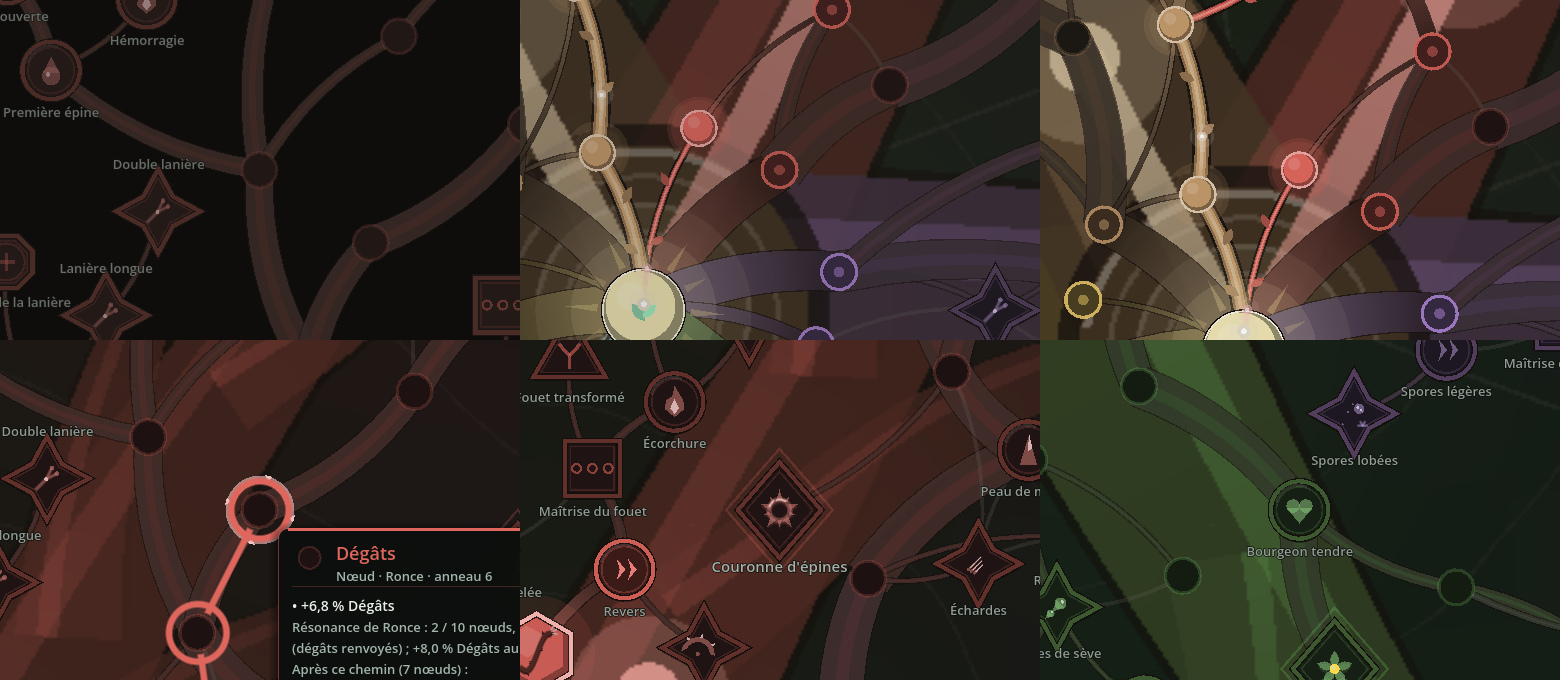 ouverte
Hémorragie
Première épine
Double lanière
Lanière longue
le la lanière
Double lanière
longue
Dégâts
Nœud · Ronce · anneau 6
• +6,8 % Dégâts
Résonance de Ronce : 2 / 10 nœuds,
(dégâts renvoyés) ; +8,0 % Dégâts au
Après ce chemin (7 nœuds) :
ouet transformé
Écorchure
Maîtrise du fouet
Peau de
Couronne d'épines
elée
Revers
Échardes
Spores légères
Maîtrise
Spores lobées
Bourgeon tendre
es de sève